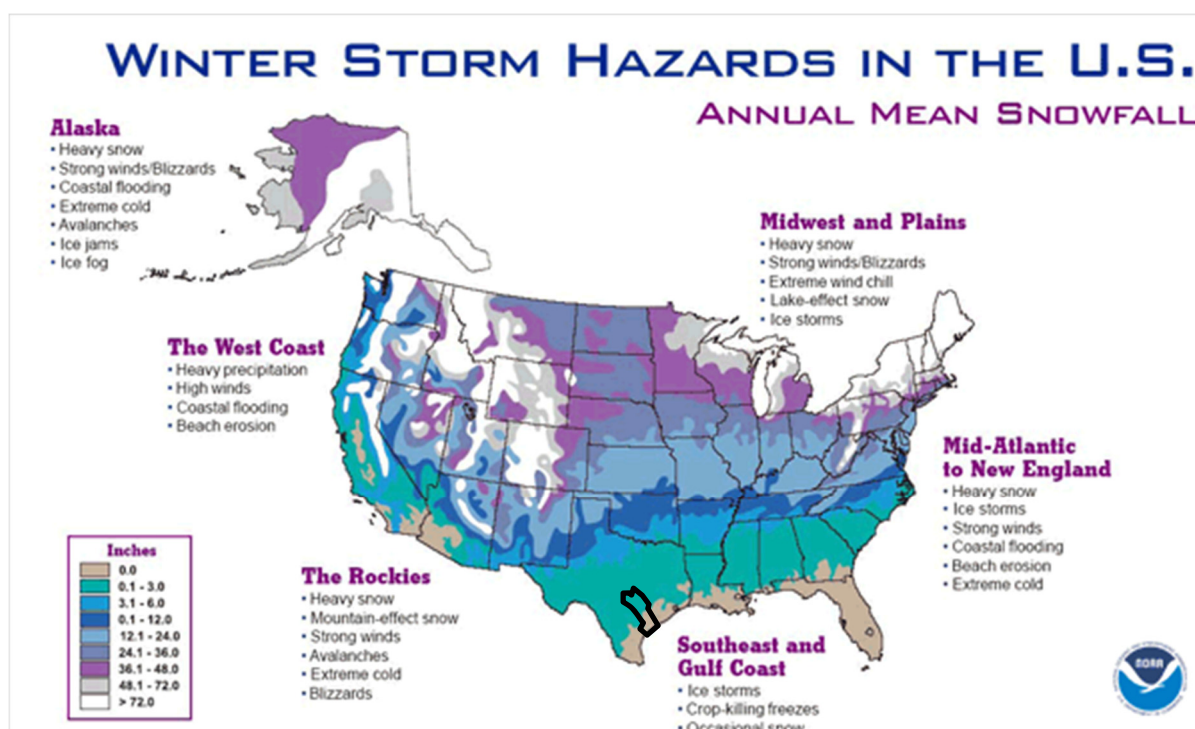 WINTER STORM HAZARDS IN THE U.S.
ANNUAL MEAN SNOWFALL
Alaska
• Heavy snow
• Strong winds/Blizzards
• Coastal flooding
• Extreme cold
• Avalanches
• Ice jams
• Ice fog
Midwest and Plains
• Heavy snow
• Strong winds/Blizzards
• Extreme wind chill
• Lake-effect snow
• Ice storms
The West Coast
• Heavy precipitation
• High winds
• Coastal flooding
• Beach erosion
Mid-Atlantic
to New England
• Heavy snow
• Ice storms
• Strong winds
• Coastal flooding
• Beach erosion
• Extreme cold
Inches
0.0
0.1 - 3.0
3.1 - 6.0
0.1 - 12.0
12.1 - 24.0
24.1 - 36.0
36.1 - 48.0
48.1 - 72.0
> 72.0
The Rockies
• Heavy snow
• Mountain-effect snow
• Strong winds
• Avalanches
• Extreme cold
• Blizzards
Southeast and
Gulf Coast
• Ice storms
• Crop-killing freezes
• Occasional snow
NOAA